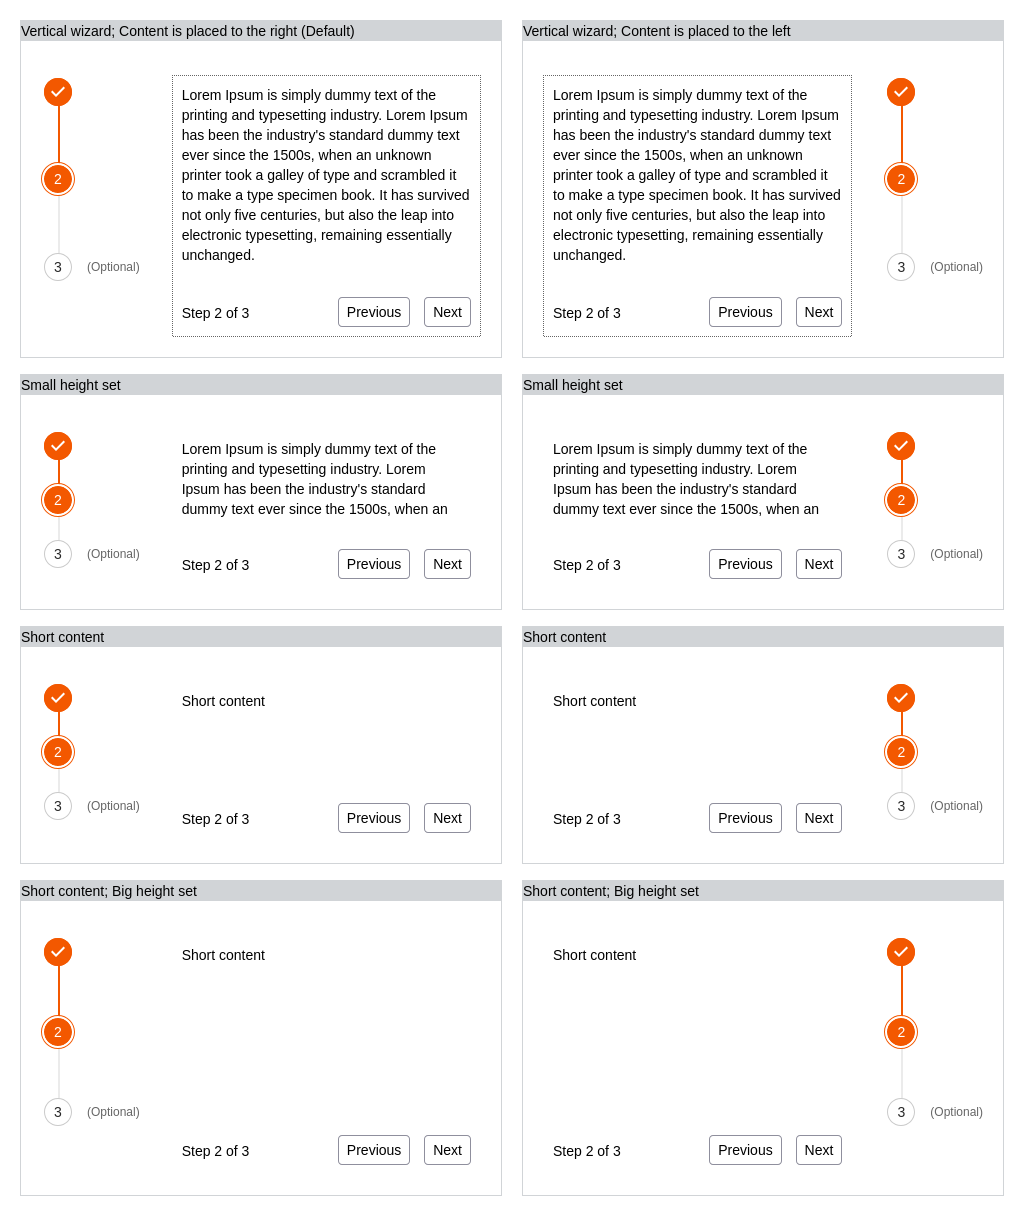 Vertical wizard; Content is placed to the right (Default)
Lorem Ipsum is simply dummy text of the
printing and typesetting industry. Lorem Ipsum
has been the industry's standard dummy text
ever since the 1500s, when an unknown
printer took a galley of type and scrambled it
to make a type specimen book. It has survived
not only five centuries, but also the leap into
electronic typesetting, remaining essentially
unchanged.
2
3 (Optional)
Step 2 of 3 Previous Next
Vertical wizard; Content is placed to the left
Lorem Ipsum is simply dummy text of the
printing and typesetting industry. Lorem Ipsum
has been the industry's standard dummy text
ever since the 1500s, when an unknown
printer took a galley of type and scrambled it
to make a type specimen book. It has survived
not only five centuries, but also the leap into
electronic typesetting, remaining essentially
unchanged.
2
3 (Optional)
Step 2 of 3 Previous Next
Small height set
Lorem Ipsum is simply dummy text of the
printing and typesetting industry. Lorem
Ipsum has been the industry's standard
dummy text ever since the 1500s, when an
2
3 (Optional)
Step 2 of 3 Previous Next
Small height set
Lorem Ipsum is simply dummy text of the
printing and typesetting industry. Lorem
Ipsum has been the industry's standard
dummy text ever since the 1500s, when an
2
3 (Optional)
Step 2 of 3 Previous Next
Short content
Short content
2
3 (Optional)
Step 2 of 3 Previous Next
Short content
Short content
2
3 (Optional)
Step 2 of 3 Previous Next
Short content; Big height set
Short content
2
3 (Optional)
Step 2 of 3 Previous Next
Short content; Big height set
Short content
2
3 (Optional)
Step 2 of 3 Previous Next